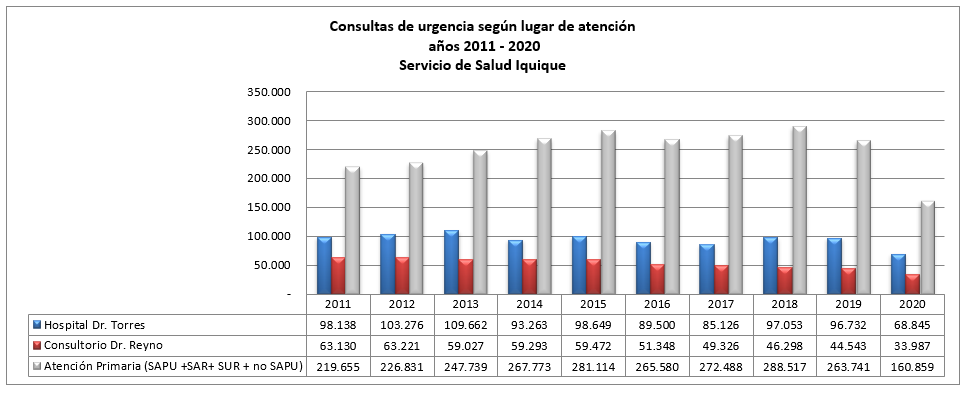 Consultas de urgencia según lugar de atención
años 2011 - 2020
Servicio de Salud Iquique
350.000
300.000
250.000
200.000
150.000
100.000
50.000
-
2011 2012 2013 2014 2015 2016 2017 2018 2019 2020
Hospital Dr. Torres 98.138 103.276 109.662 93.263 98.649 89.500 85.126 97.053 96.732 68.845
Consultorio Dr. Reyno 63.130 63.221 59.027 59.293 59.472 51.348 49.326 46.298 44.543 33.987
Atención Primaria (SAPU +SAR+ SUR + no SAPU) 219.655 226.831 247.739 267.773 281.114 265.580 272.488 288.517 263.741 160.859